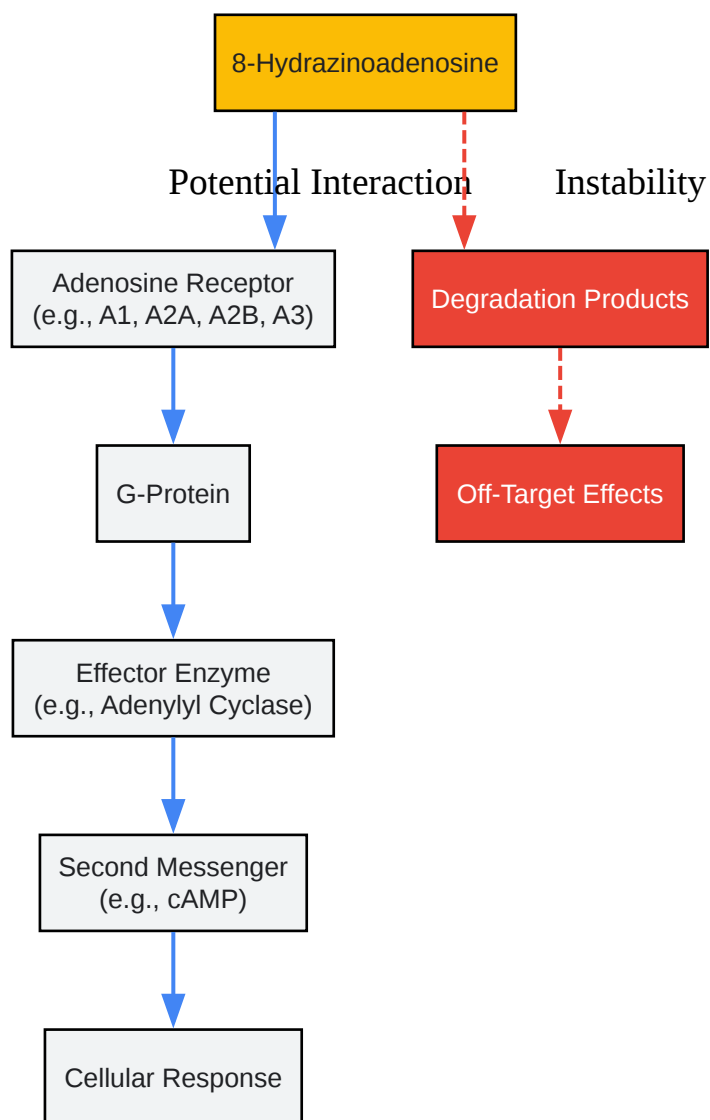 8-Hydrazinoadenosine
Potential Interaction
Instability
Adenosine Receptor
(e.g., A1, A2A, A2B, A3)
Degradation Products
G-Protein
Off-Target Effects
Effector Enzyme
(e.g., Adenylyl Cyclase)
Second Messenger
(e.g., cAMP)
Cellular Response